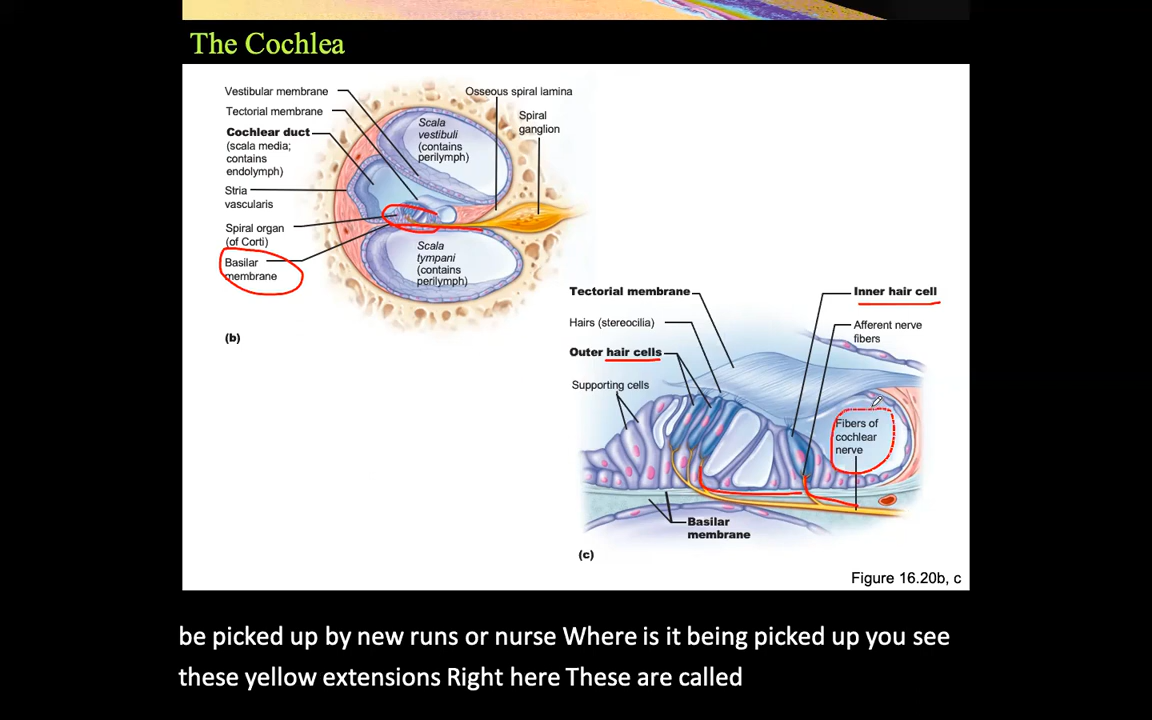 The Cochlea
Vestibular membrane
Tectorial membrane
Cochlear duct
(scala media;
contains
endolymph)
Stria
vascularis
Spiral organ
(of Corti)
Basilar
membrane
Scala
vestibuli
(contains
perilymph)
Scala
tympani
(contains
perilymph)
Osseous spiral lamina
Spiral
ganglion
(b)
Tectorial membrane
Hairs (stereocilia)
Outer hair cells
Supporting cells
Inner hair cell
Afferent nerve
fibers
Fibers of
cochlear
nerve
Basilar
membrane
(c)
Figure 16.20b, c
be picked up by new runs or nurse Where is it being picked up you see
these yellow extensions Right here These are called